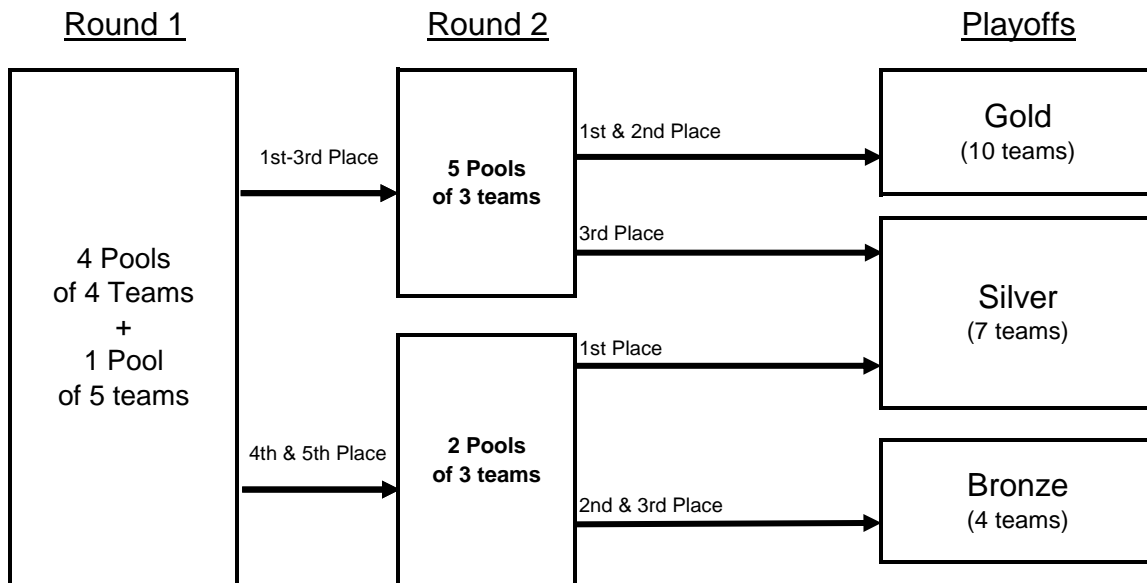 Round 1
Round 2
Playoffs
4 Pools
of 4 Teams
+
1 Pool
of 5 teams
1st-3rd Place
4th & 5th Place
5 Pools
of 3 teams
2 Pools
of 3 teams
1st & 2nd Place
3rd Place
1st Place
2nd & 3rd Place
Gold
(10 teams)
Silver
(7 teams)
Bronze
(4 teams)